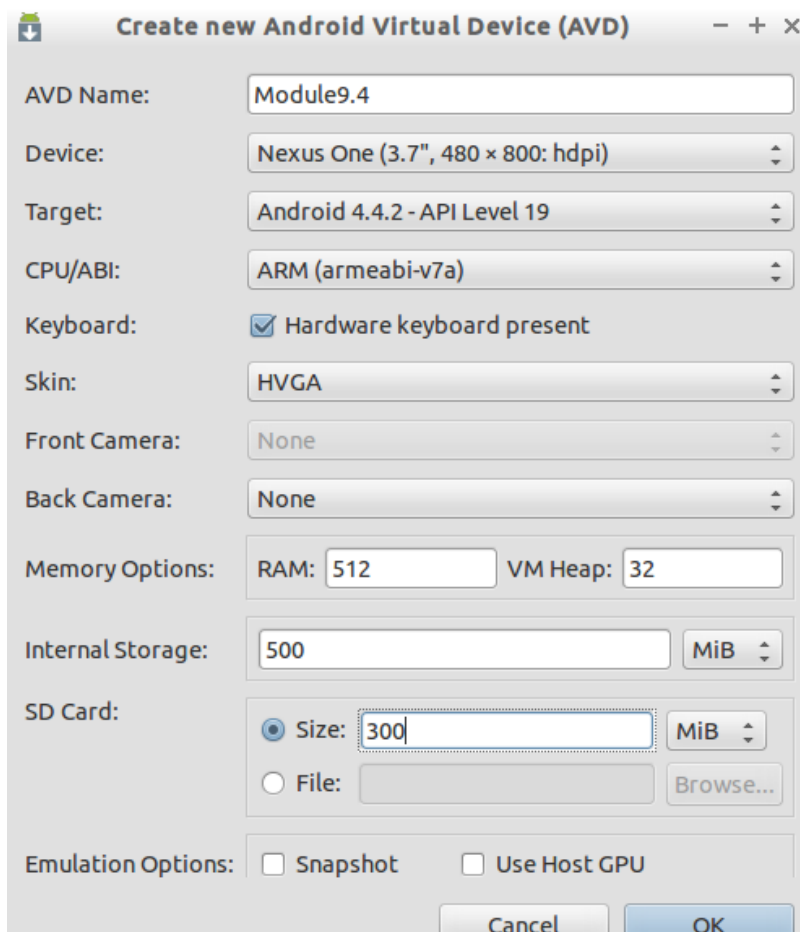 Create new Android Virtual Device (AVD)
AVD Name: Module9.4
Device: Nexus One (3.7", 480 × 800: hdpi)
Target: Android 4.4.2 - API Level 19
CPU/ABI: ARM (armeabi-v7a)
Keyboard: Hardware keyboard present
Skin: HVGA
Front Camera: None
Back Camera: None
Memory Options: RAM: 512 VM Heap: 32
Internal Storage: 500 MiB
SD Card:
Size: 300 MiB
File: Browse...
Emulation Options: Snapshot Use Host GPU
Cancel OK